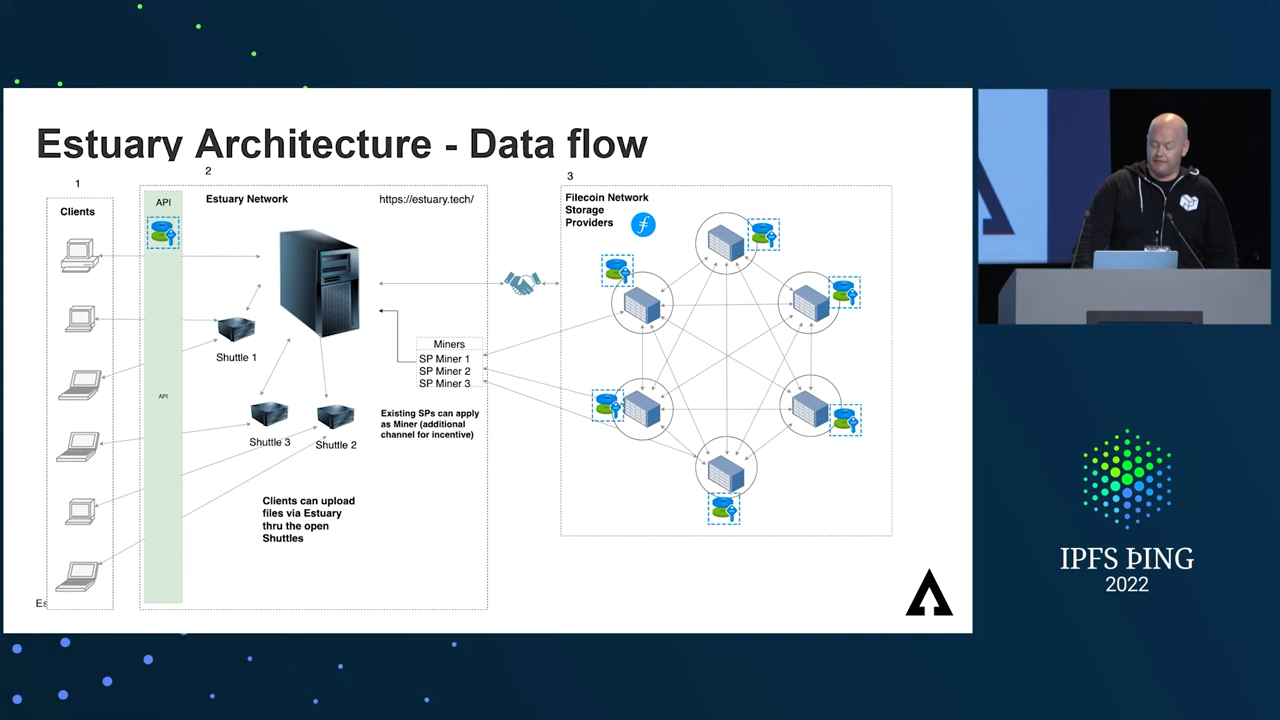 Estuary Architecture - Data flow
1
2
3
Clients
API
Estuary Network
https://estuary.tech/
Filecoin Network
Storage
Providers
Shuttle 1
Miners
SP Miner 1
SP Miner 2
SP Miner 3
API
Existing SPs can apply
as Miner (additional
channel for incentive)
Shuttle 3
Shuttle 2
Clients can upload
files via Estuary
thru the open
Shuttles
Es
IPFS ÞING
2022